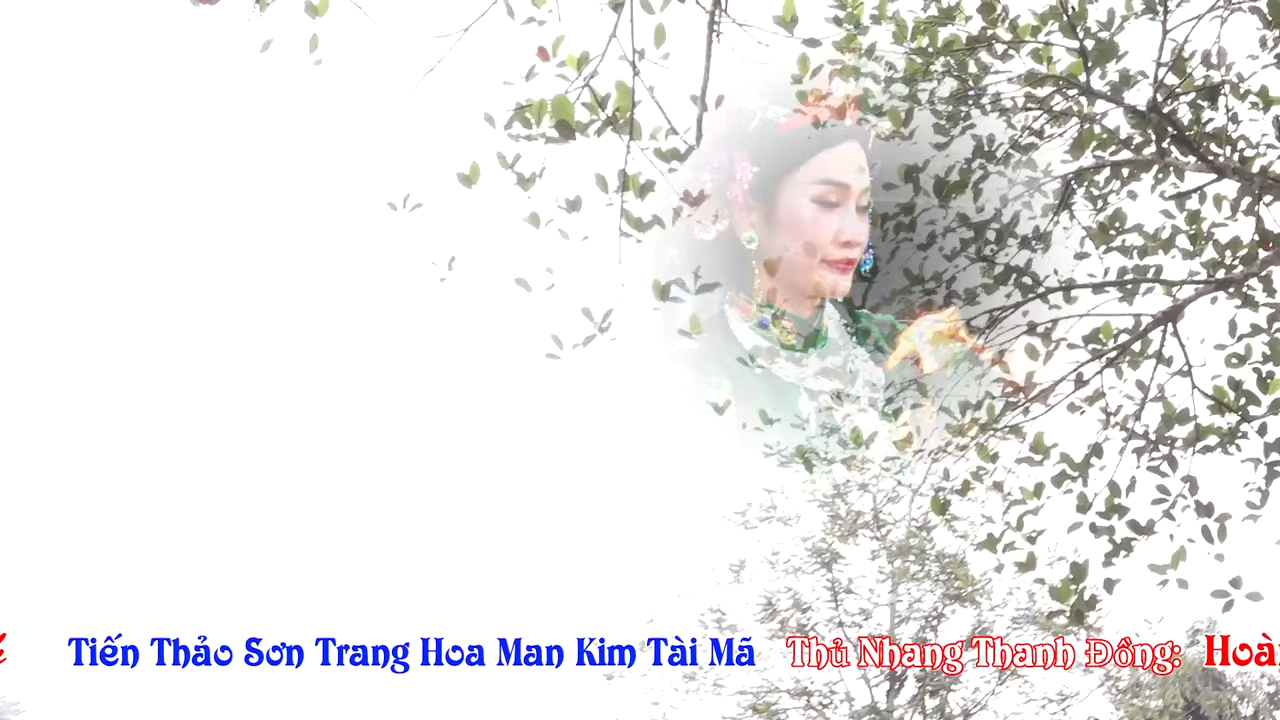 Tiến Thảo Sơn Trang Hoa Man Kim Tài Mã Thủ Nhang Thanh Đồng: